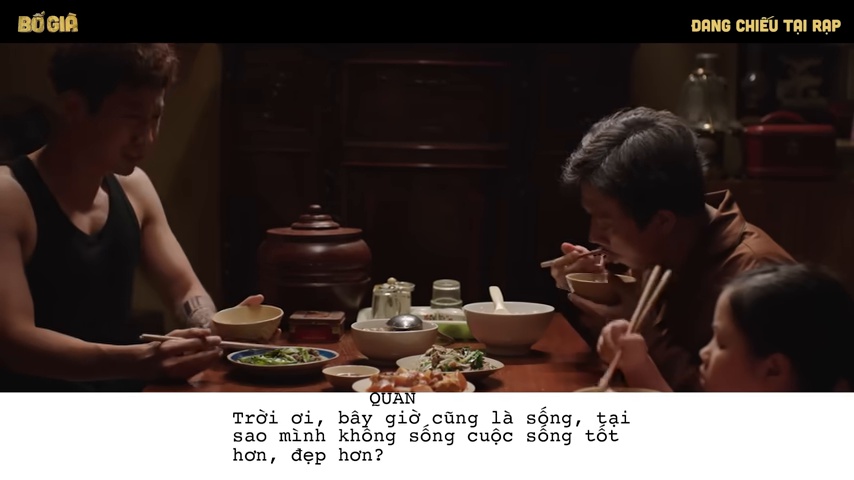 BỐ GIÀ
ĐANG CHIẾU TẠI RẠP
QUAN
Trời ơi, bây giờ cũng là sống, tại
sao mình không sống cuộc sống tốt
hơn, đẹp hơn?